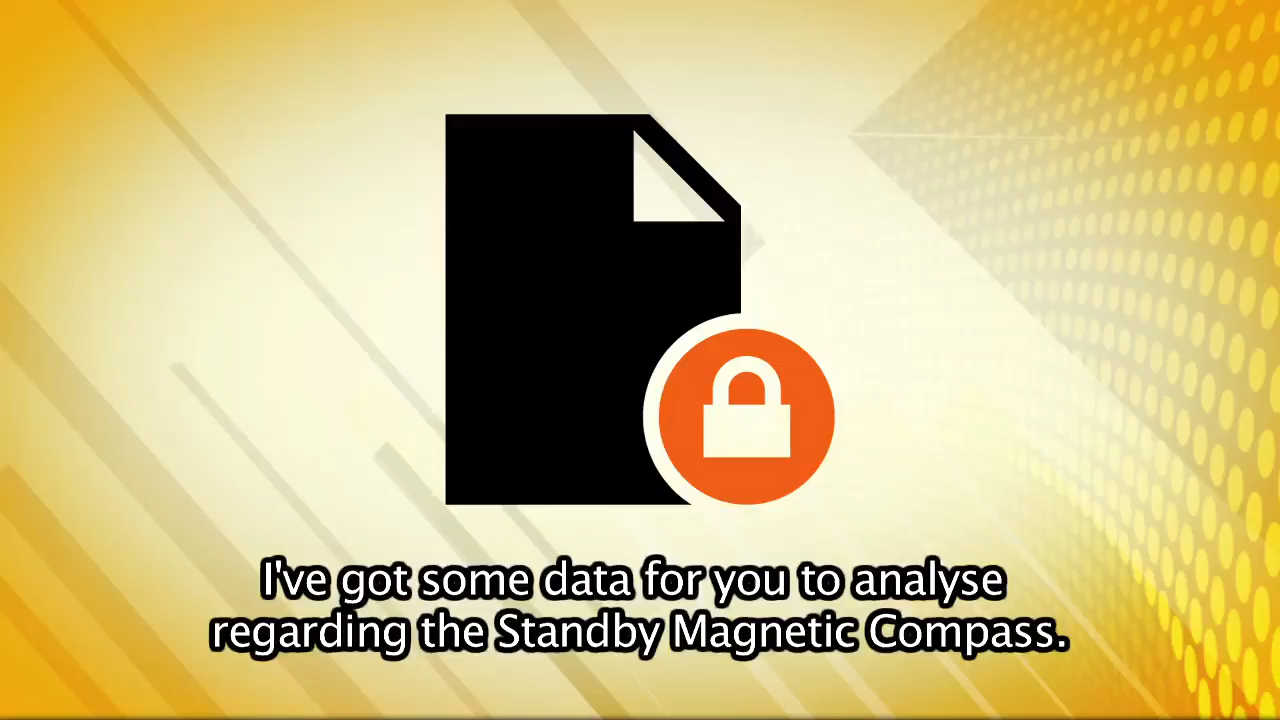 I've got some data for you to analyse
regarding the Standby Magnetic Compass.